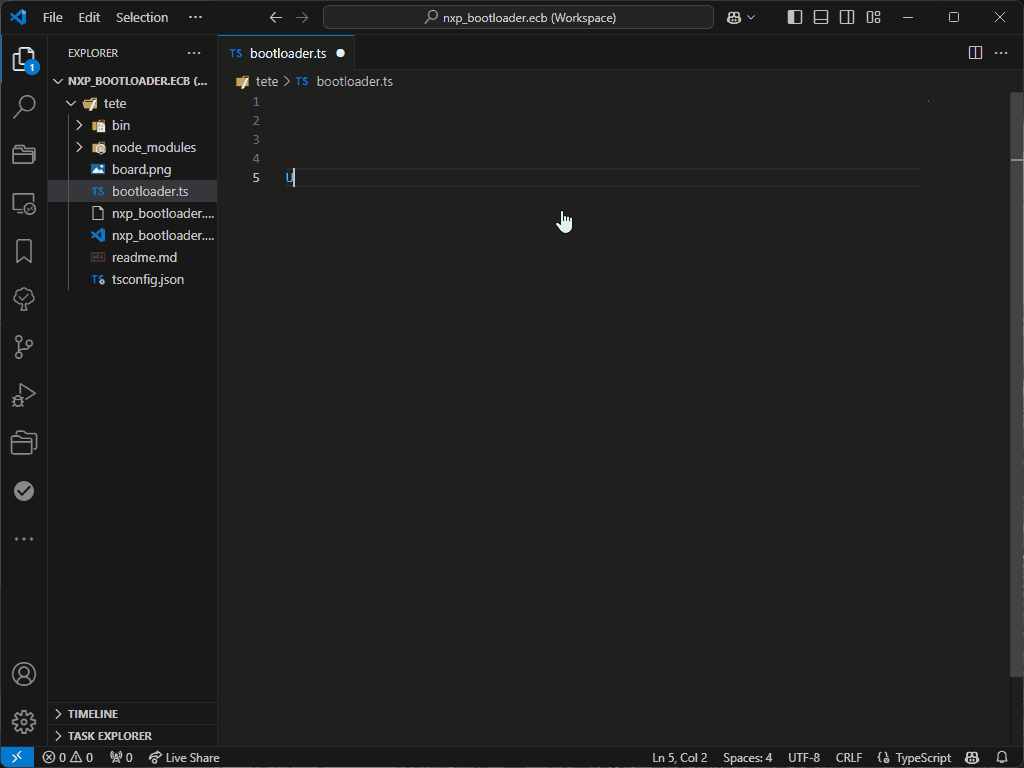 File Edit Selection ··· nxp_bootloader.ecb (Workspace)
EXPLORER ···
NXP_BOOTLOADER.ECB (...
tete
bin
node_modules
board.png
TS bootloader.ts
nxp_bootloader....
nxp_bootloader....
readme.md
TS tsconfig.json
TIMELINE
TASK EXPLORER
1
TS bootloader.ts
tete > TS bootloader.ts
1
2
3
4
5 U
0 0 0 Live Share Ln 5, Col 2 Spaces: 4 UTF-8 CRLF TypeScript